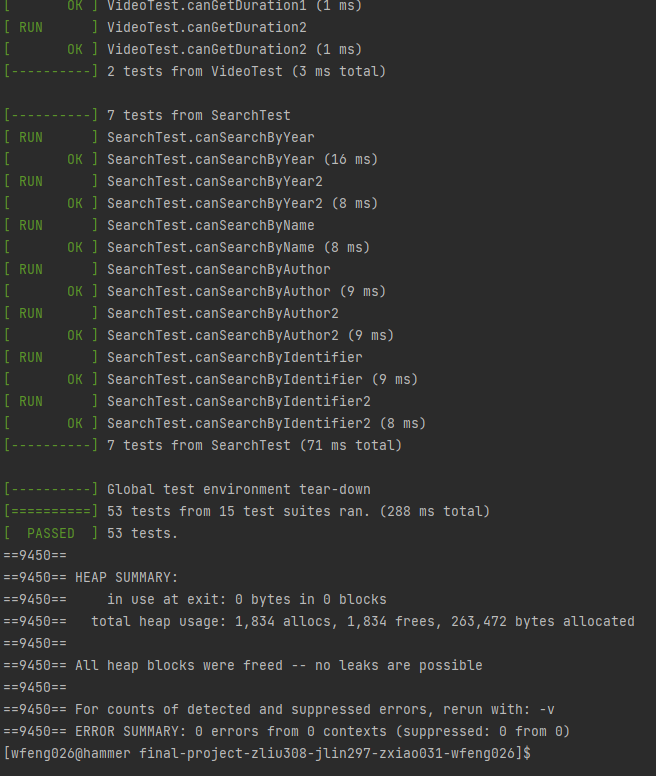 [       OK ] VideoTest.canGetDuration1 (1 ms)
[ RUN      ] VideoTest.canGetDuration2
[       OK ] VideoTest.canGetDuration2 (1 ms)
[----------] 2 tests from VideoTest (3 ms total)

[----------] 7 tests from SearchTest
[ RUN      ] SearchTest.canSearchByYear
[       OK ] SearchTest.canSearchByYear (16 ms)
[ RUN      ] SearchTest.canSearchByYear2
[       OK ] SearchTest.canSearchByYear2 (8 ms)
[ RUN      ] SearchTest.canSearchByName
[       OK ] SearchTest.canSearchByName (8 ms)
[ RUN      ] SearchTest.canSearchByAuthor
[       OK ] SearchTest.canSearchByAuthor (9 ms)
[ RUN      ] SearchTest.canSearchByAuthor2
[       OK ] SearchTest.canSearchByAuthor2 (9 ms)
[ RUN      ] SearchTest.canSearchByIdentifier
[       OK ] SearchTest.canSearchByIdentifier (9 ms)
[ RUN      ] SearchTest.canSearchByIdentifier2
[       OK ] SearchTest.canSearchByIdentifier2 (8 ms)
[----------] 7 tests from SearchTest (71 ms total)

[----------] Global test environment tear-down
[==========] 53 tests from 15 test suites ran. (288 ms total)
[  PASSED  ] 53 tests.
==9450==
==9450== HEAP SUMMARY:
==9450==     in use at exit: 0 bytes in 0 blocks
==9450==   total heap usage: 1,834 allocs, 1,834 frees, 263,472 bytes allocated
==9450==
==9450== All heap blocks were freed -- no leaks are possible
==9450==
==9450== For counts of detected and suppressed errors, rerun with: -v
==9450== ERROR SUMMARY: 0 errors from 0 contexts (suppressed: 0 from 0)
[wfeng026@hammer final-project-zliu308-jlin297-zxiao031-wfeng026]$